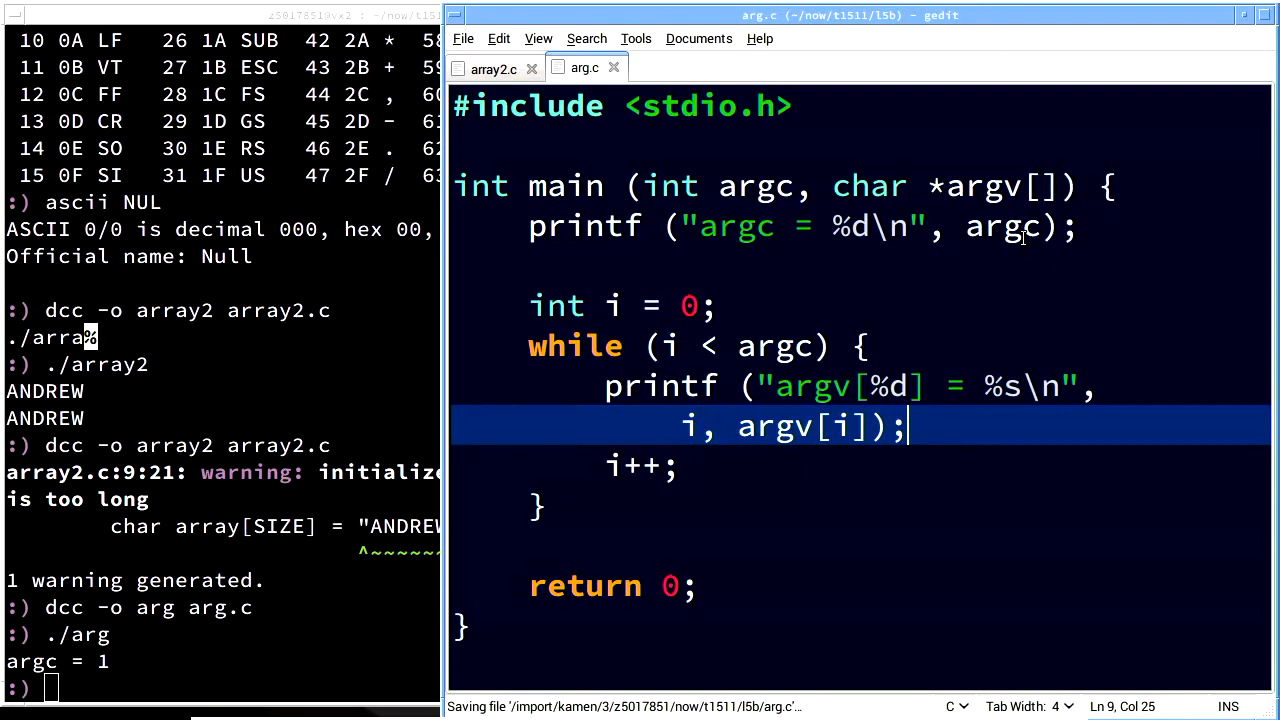 z5017851@vx2 : ~/now/t151
10 0A LF    26 1A SUB   42 2A *   58
11 0B VT    27 1B ESC   43 2B +   59
12 0C FF    28 1C FS    44 2C ,   60
13 0D CR    29 1D GS    45 2D -   61
14 0E SO    30 1E RS    46 2E .   62
15 0F SI    31 1F US    47 2F /   63
:) ascii NUL
ASCII 0/0 is decimal 000, hex 00,
Official name: Null
:) dcc -o array2 array2.c
./arra%
:) ./array2
ANDREW
ANDREW
:) dcc -o array2 array2.c
array2.c:9:21: warning: initialize
is too long
char array[SIZE] = "ANDREW
^~~~~~~
1 warning generated.
:) dcc -o arg arg.c
:) ./arg
argc = 1
:)
arg.c (~/now/t1511/l5b) - gedit
File Edit View Search Tools Documents Help
array2.c arg.c
#include <stdio.h>
int main (int argc, char *argv[]) {
printf ("argc = %d\n", argc);
int i = 0;
while (i < argc) {
printf ("argv[%d] = %s\n",
i, argv[i]);
i++;
}
return 0;
}
Saving file '/import/kamen/3/z5017851/now/t1511/l5b/arg.c'… C Tab Width: 4 Ln 9, Col 25 INS